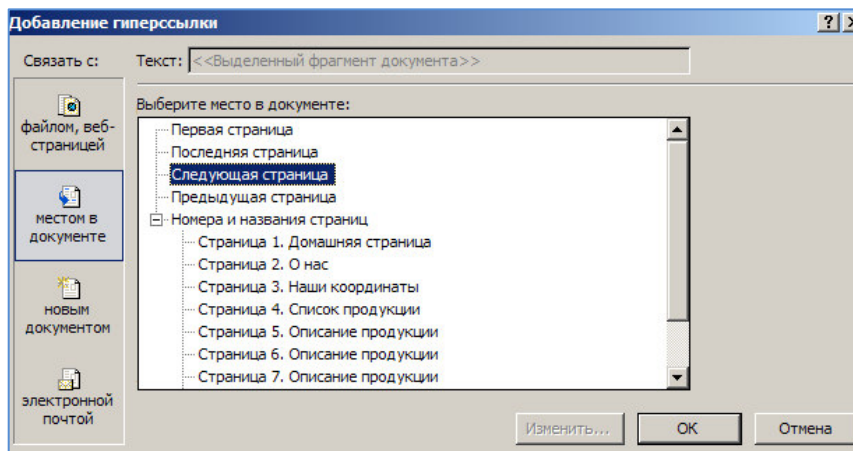 Добавление гиперссылки
Связать с:
Текст: <<Выделенный фрагмент документа>>
файлом, веб-
страницей
местом в
документе
новым
документом
электронной
почтой
Выберите место в документе:
Первая страница
Последняя страница
Следующая страница
Предыдущая страница
Номера и названия страниц
Страница 1. Домашняя страница
Страница 2. О нас
Страница 3. Наши координаты
Страница 4. Список продукции
Страница 5. Описание продукции
Страница 6. Описание продукции
Страница 7. Описание продукции
Изменить...
ОК
Отмена